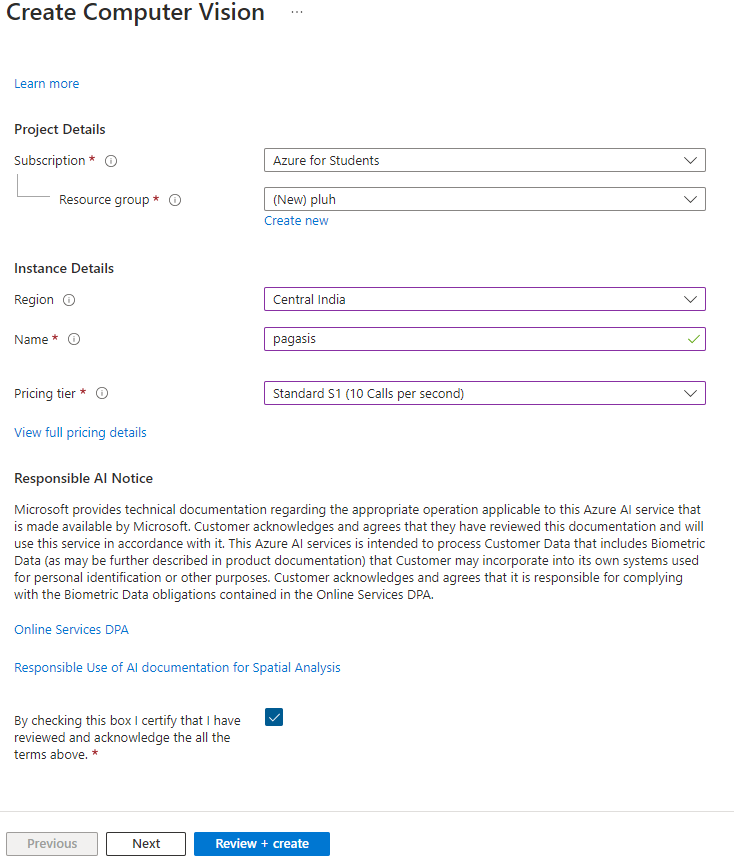 Create Computer Vision ...
Learn more
Project Details
Subscription *
Azure for Students
Resource group *
(New) pluh
Create new
Instance Details
Region
Central India
Name *
pagasis
Pricing tier *
Standard S1 (10 Calls per second)
View full pricing details
Responsible AI Notice
Microsoft provides technical documentation regarding the appropriate operation applicable to this Azure AI service that
is made available by Microsoft. Customer acknowledges and agrees that they have reviewed this documentation and will
use this service in accordance with it. This Azure AI services is intended to process Customer Data that includes Biometric
Data (as may be further described in product documentation) that Customer may incorporate into its own systems used
for personal identification or other purposes. Customer acknowledges and agrees that it is responsible for complying
with the Biometric Data obligations contained in the Online Services DPA.
Online Services DPA
Responsible Use of AI documentation for Spatial Analysis
By checking this box I certify that I have
reviewed and acknowledge the all the
terms above. *
Previous
Next
Review + create